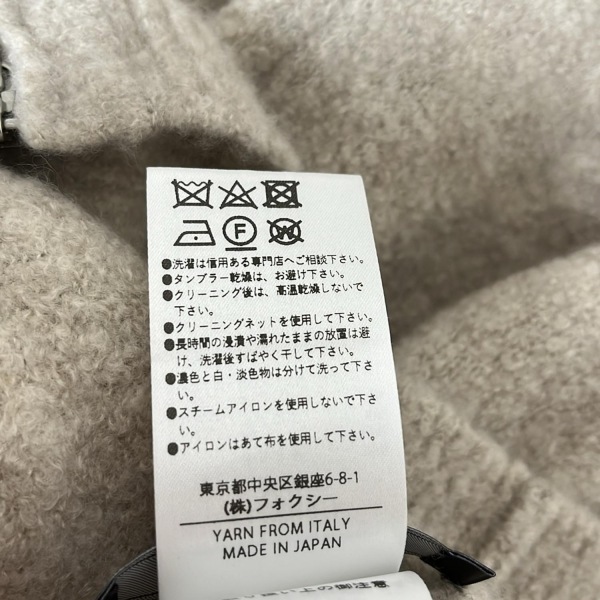 F
W
●洗濯は信用ある専門店へご相談下さい。
●タンブラー乾燥は、お避け下さい。
●クリーニング後は、高温乾燥しないで
下さい。
●クリーニングネットを使用して下さい。
●長時間の浸漬や濡れたままの放置は避
け、洗濯後すばやく干して下さい。
●濃色と白・淡色物は分けて洗って下さ
い。
●スチームアイロンを使用しないで下さ
い。
●アイロンはあて布を使用して下さい。
東京都中央区銀座6-8-1
(株)フォクシー
YARN FROM ITALY
MADE IN JAPAN
い上の御注意